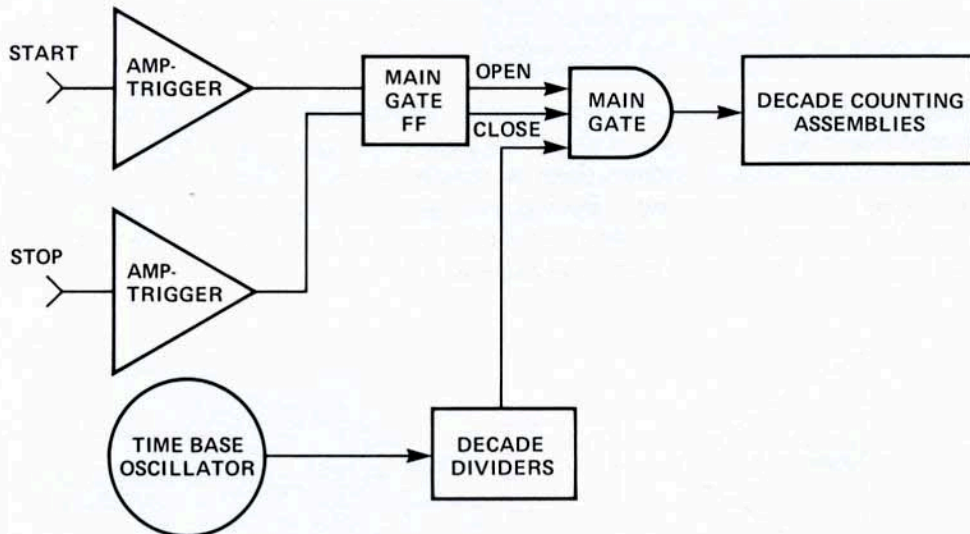 START
AMP-
TRIGGER
MAIN
GATE
FF
OPEN
CLOSE
MAIN
GATE
DECADE COUNTING
ASSEMBLIES
STOP
AMP-
TRIGGER
TIME BASE
OSCILLATOR
DECADE
DIVIDERS